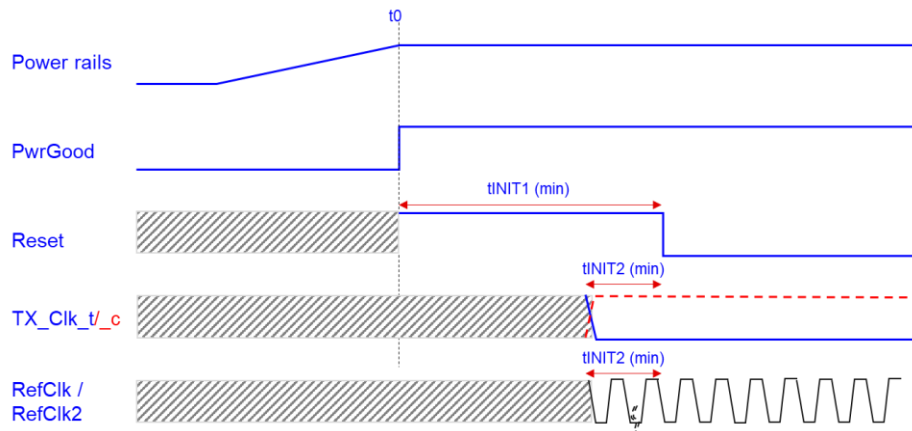 t0
Power rails
PwrGood
tINIT1 (min)
Reset
tINIT2 (min)
TX_Clk_t/_c
tINIT2 (min)
RefClk /
RefClk2